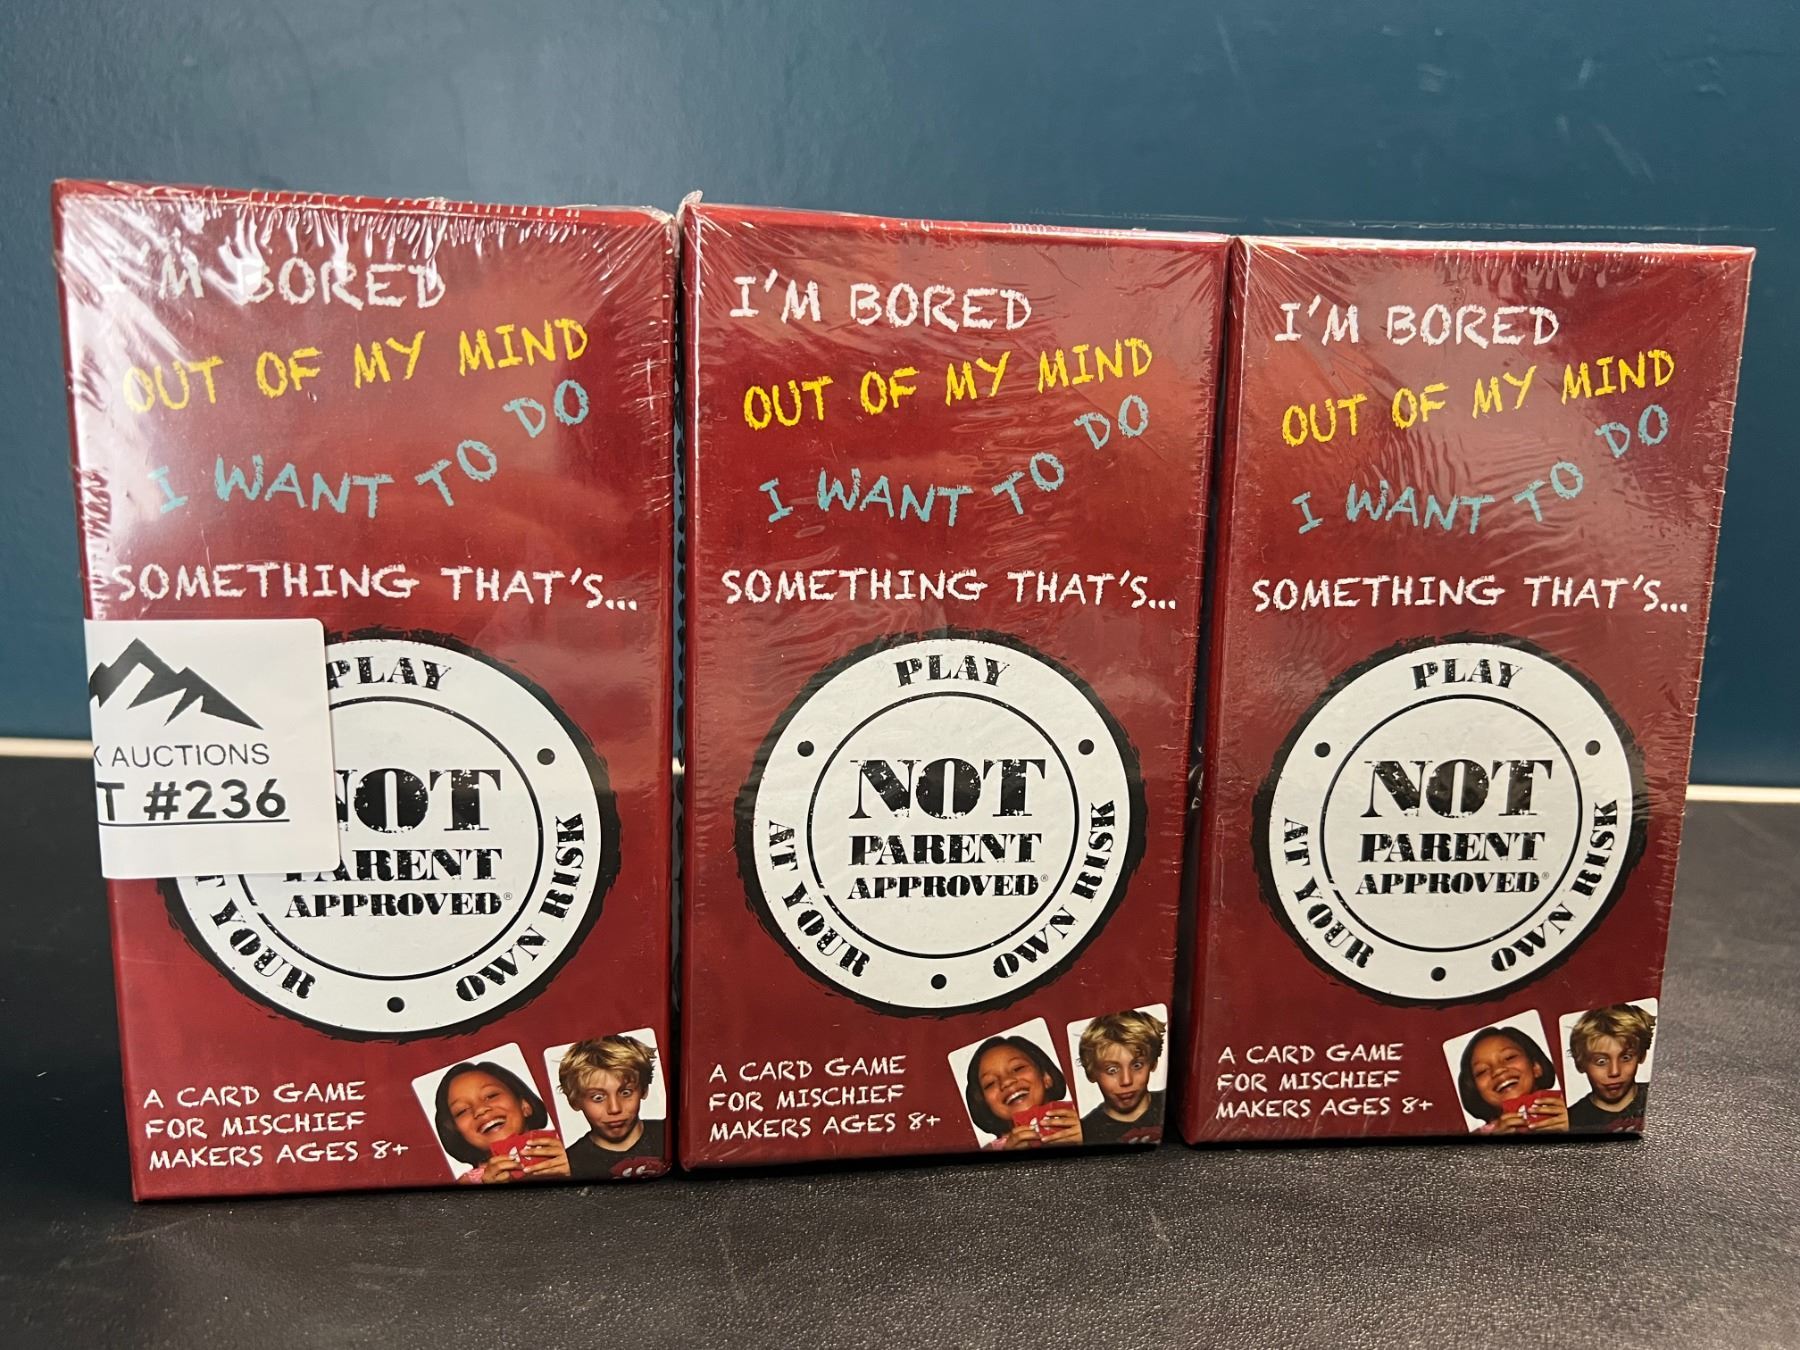 I'M BORED
OUT OF MY MIND
I WANT TO DO
SOMETHING THAT'S...
AUCTIONS
#236
PLAY
NOT
PARENT
APPROVED®
AT YOUR
OWN RISK
A CARD GAME
FOR MISCHIEF
MAKERS AGES 8+
I'M BORED
OUT OF MY MIND
I WANT TO DO
SOMETHING THAT'S...
PLAY
NOT
PARENT
APPROVED®
AT YOUR
OWN RISK
A CARD GAME
FOR MISCHIEF
MAKERS AGES 8+
I'M BORED
OUT OF MY MIND
I WANT TO DO
SOMETHING THAT'S...
PLAY
NOT
PARENT
APPROVED®
AT YOUR
OWN RISK
A CARD GAME
FOR MISCHIEF
MAKERS AGES 8+